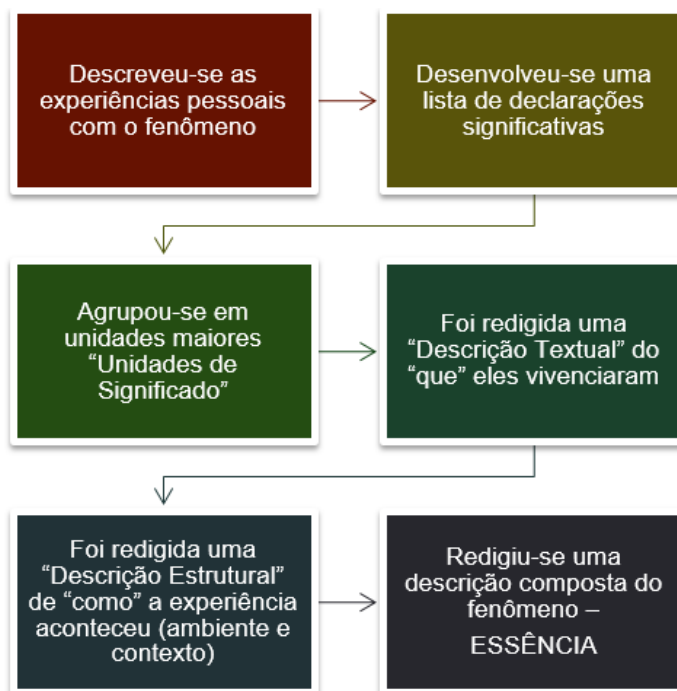 Descreveu-se as
experiências pessoais
com o fenômeno
Desenvolveu-se uma
lista de declarações
significativas
Agrupou-se em
unidades maiores
“Unidades de
Significado”
Foi redigida uma
“Descrição Textual” do
“que” eles vivenciaram
Foi redigida uma
“Descrição Estrutural”
de “como” a experiência
aconteceu (ambiente e
contexto)
Redigiu-se uma
descrição composta do
fenômeno –
ESSÊNCIA